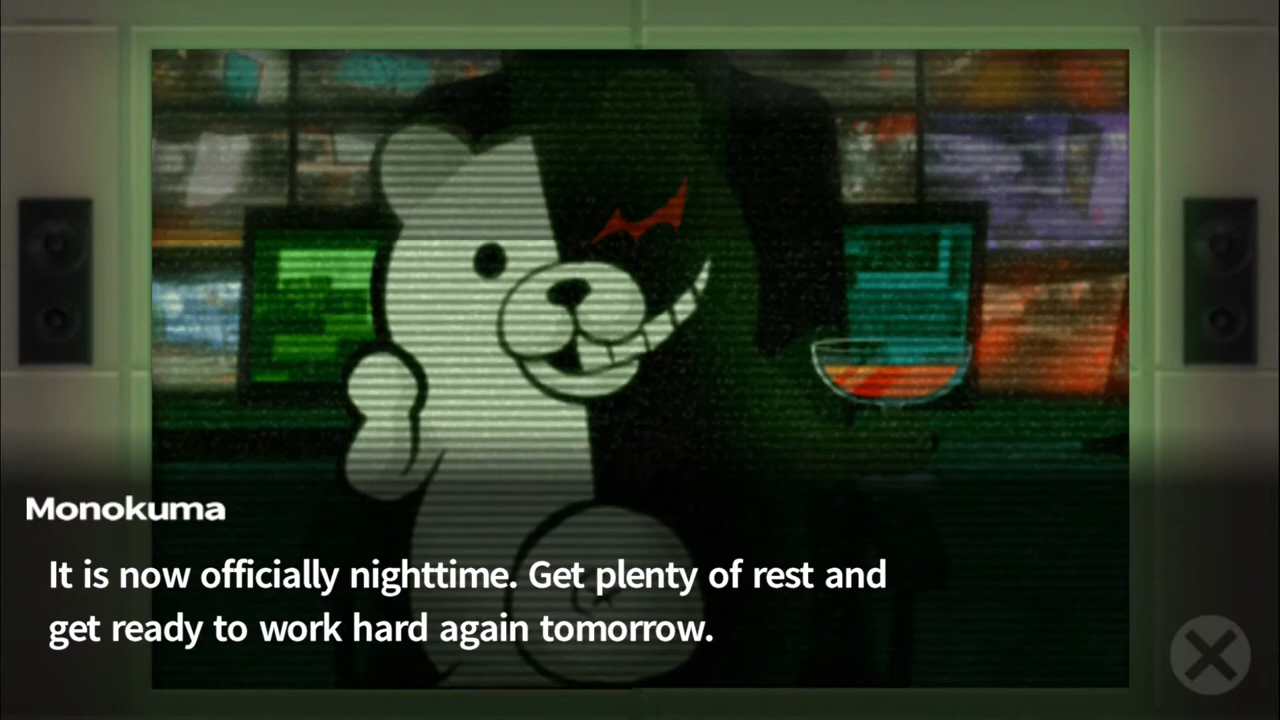 Monokuma
It is now officially nighttime. Get plenty of rest and
get ready to work hard again tomorrow.